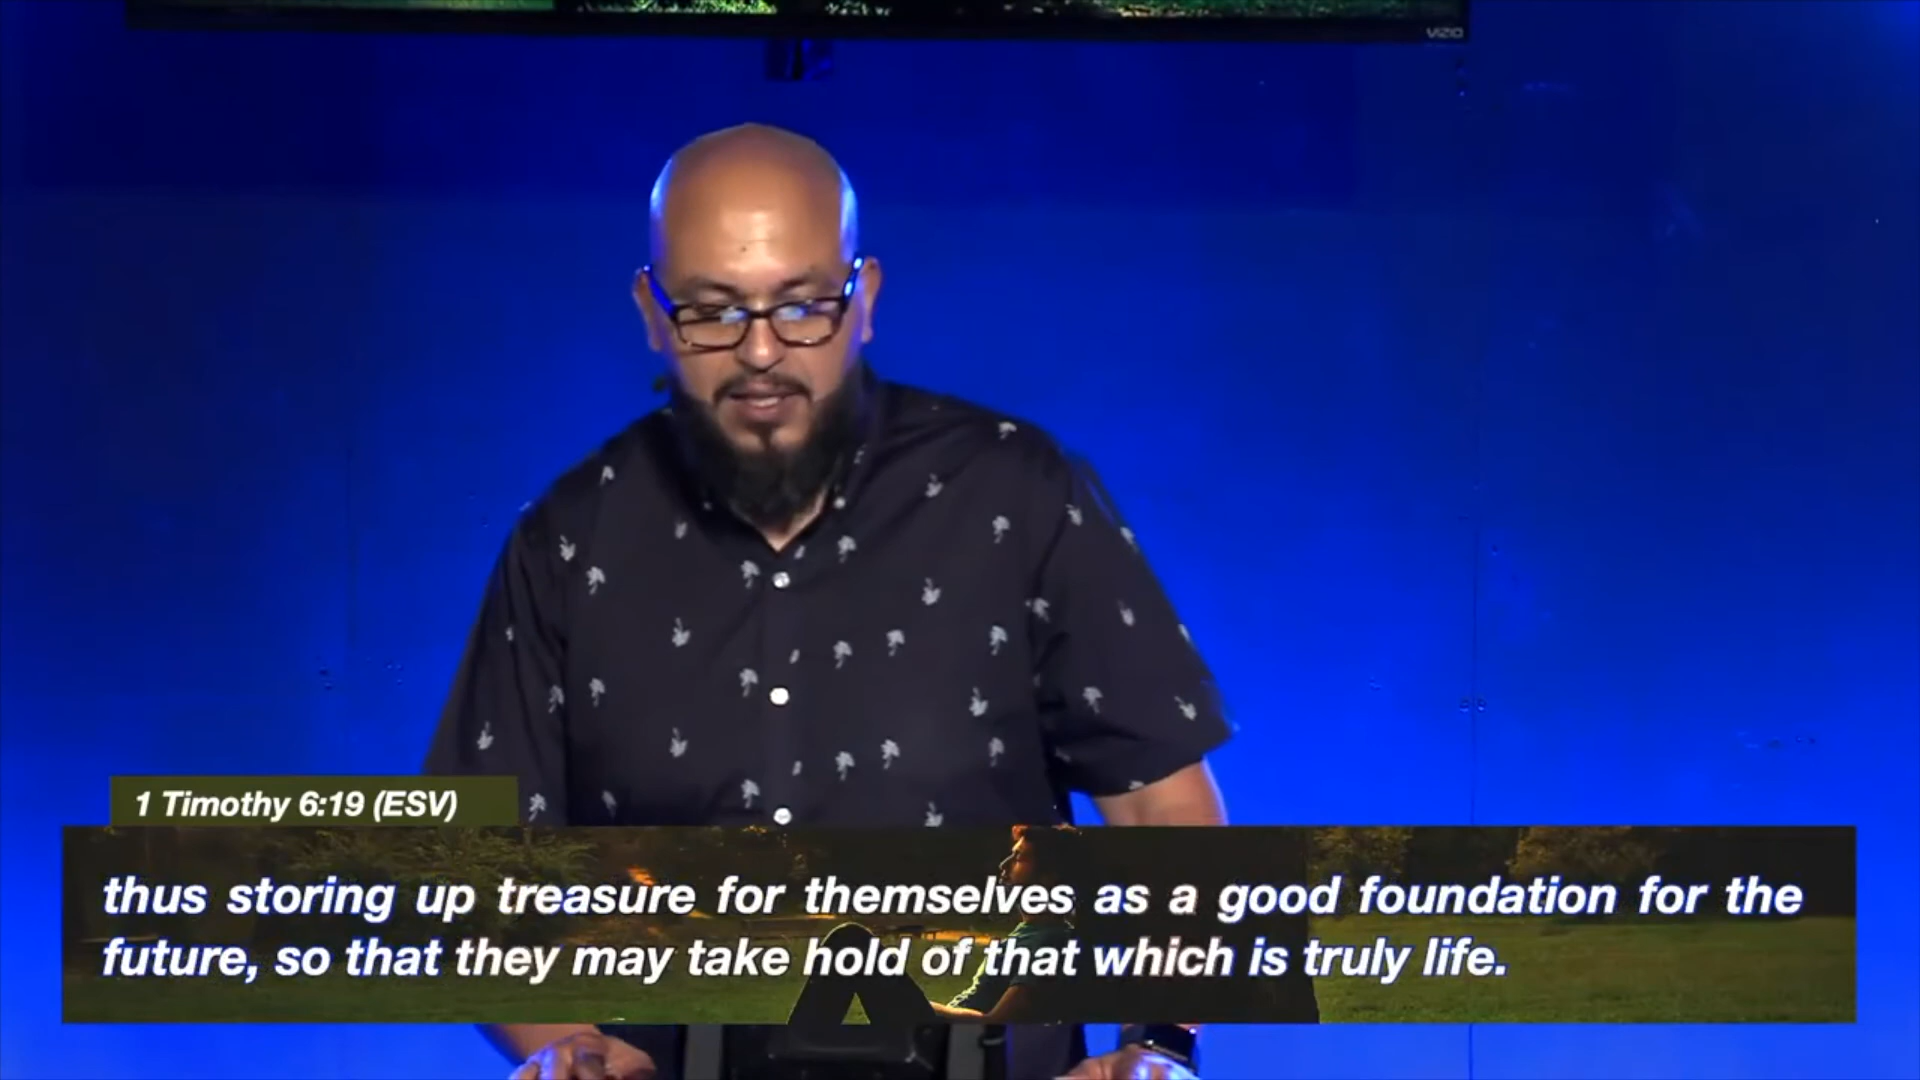 VIZIO
1 Timothy 6:19 (ESV)
thus storing up treasure for themselves as a good foundation for the
future, so that they may take hold of that which is truly life.